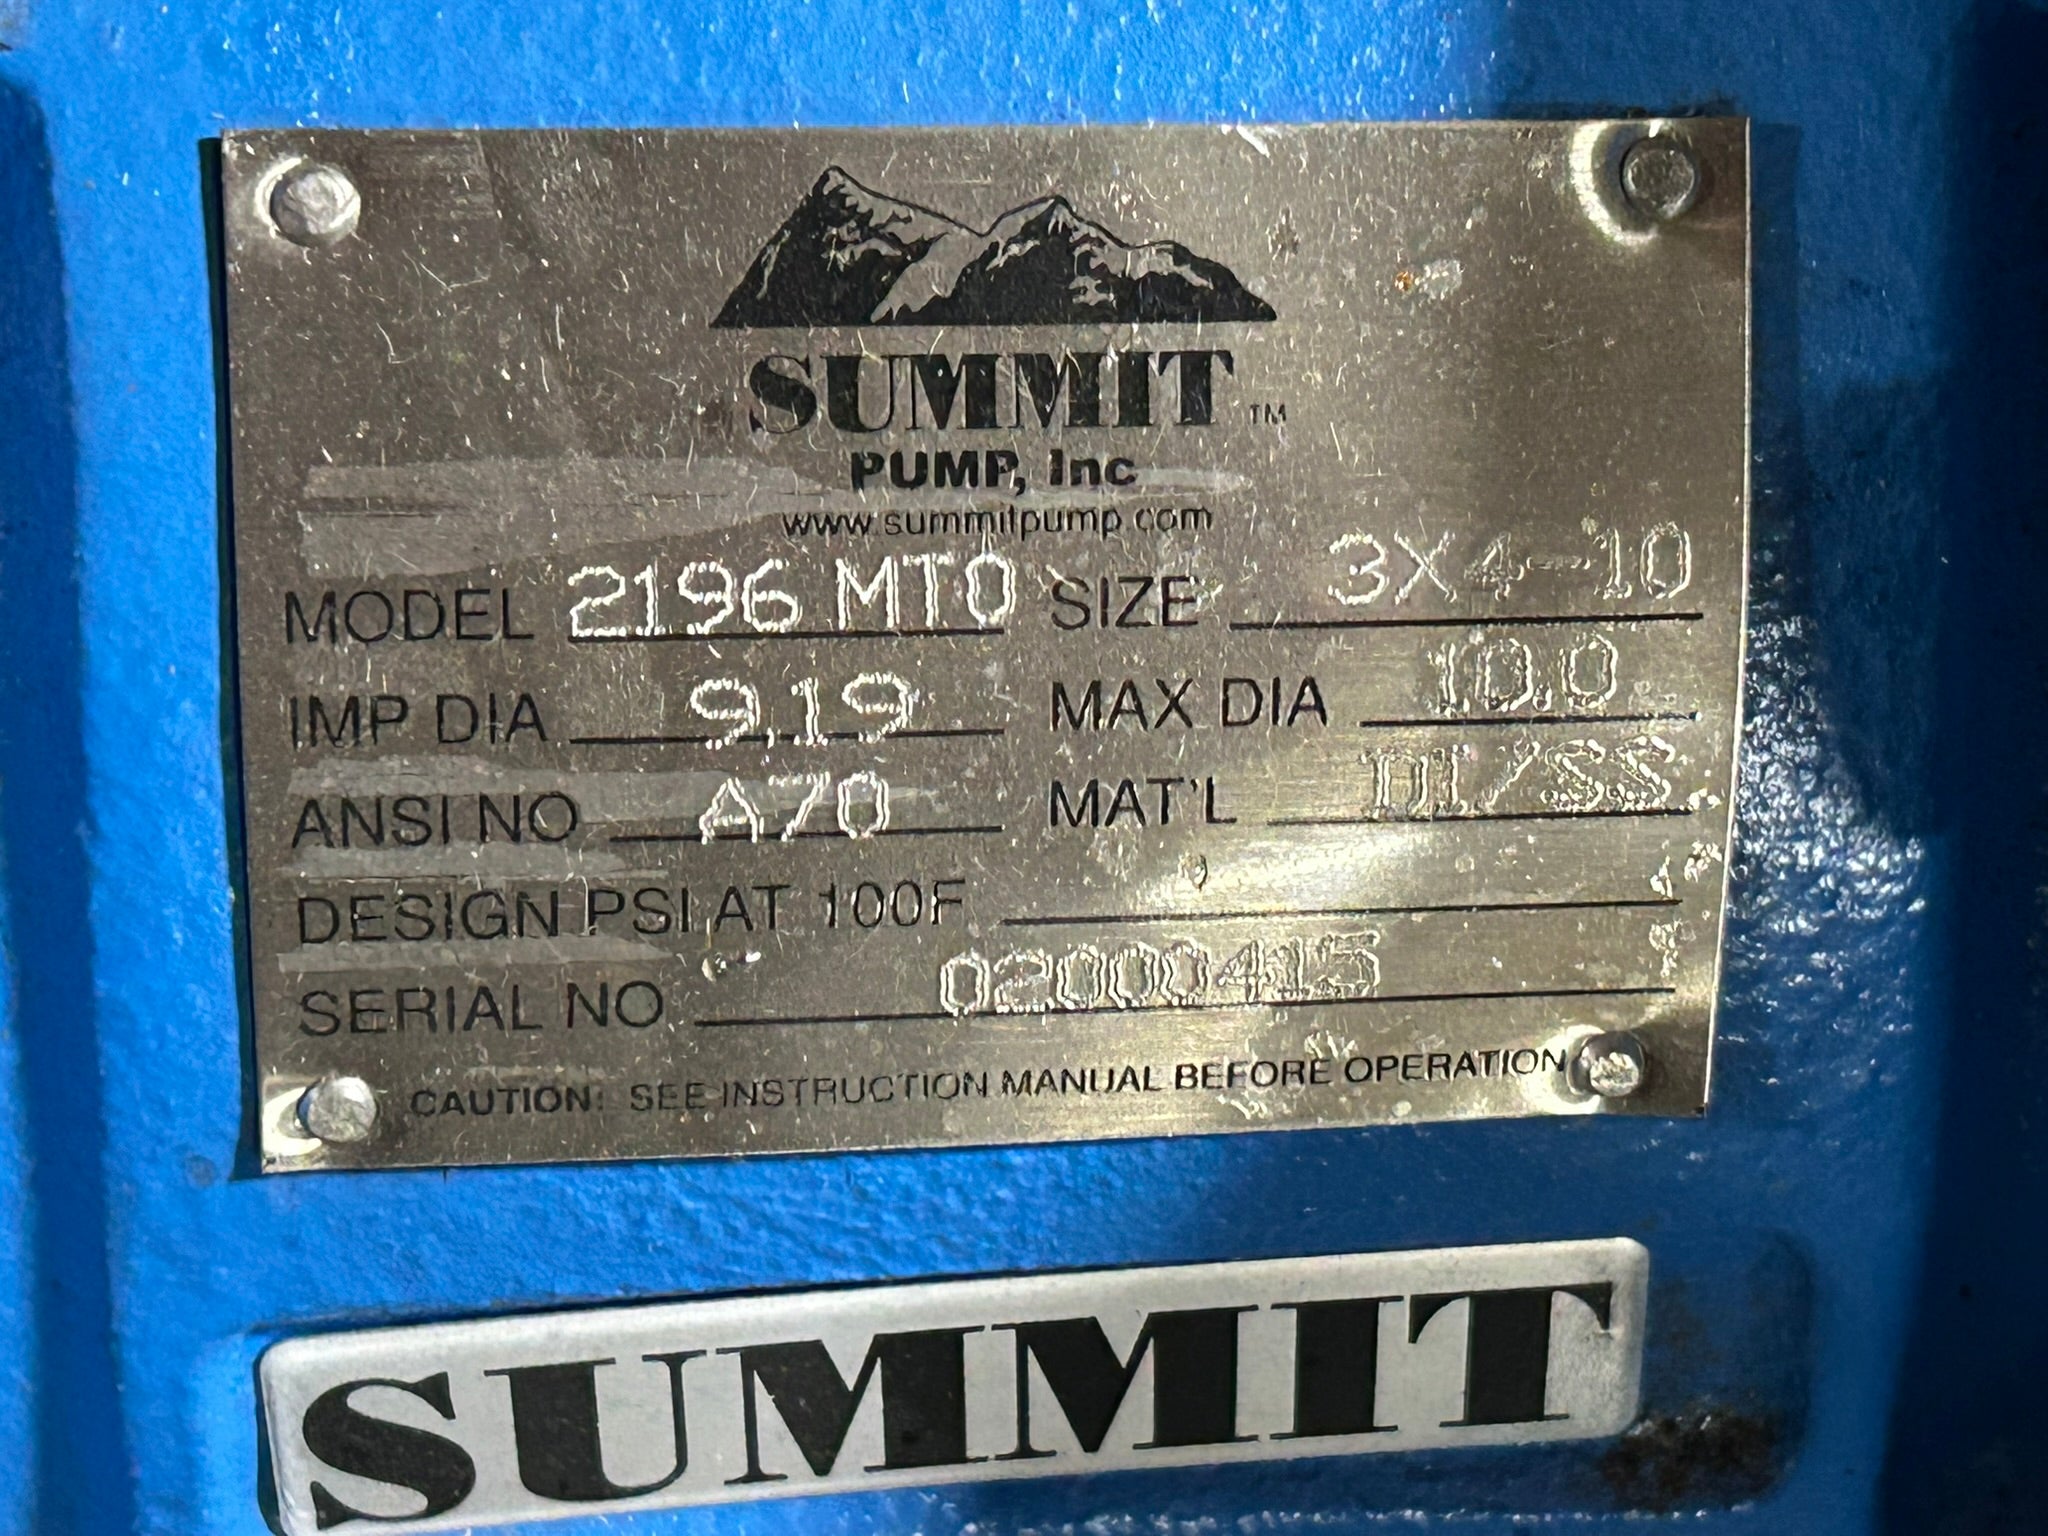 SUMMIT ™
PUMP, Inc
www.summitpump.com
MODEL 2196 MTO SIZE 3X4-10
IMP DIA 9.19 MAX DIA 10.0
ANSI NO A70 MAT'L DI/SS
DESIGN PSI AT 100F
SERIAL NO 02000415
CAUTION: SEE INSTRUCTION MANUAL BEFORE OPERATION
SUMMIT